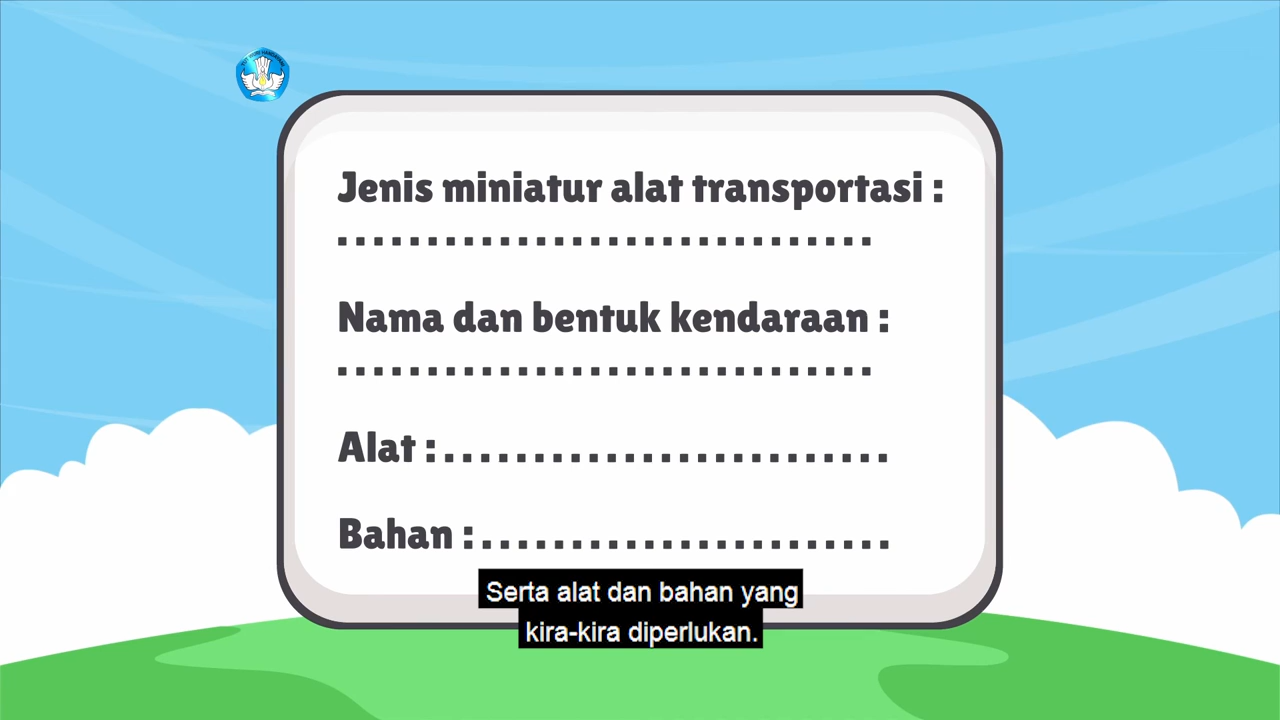 Jenis miniatur alat transportasi :
..............................
Nama dan bentuk kendaraan :
..............................
Alat :.........................
Bahan :.......................
Serta alat dan bahan yang
kira-kira diperlukan.